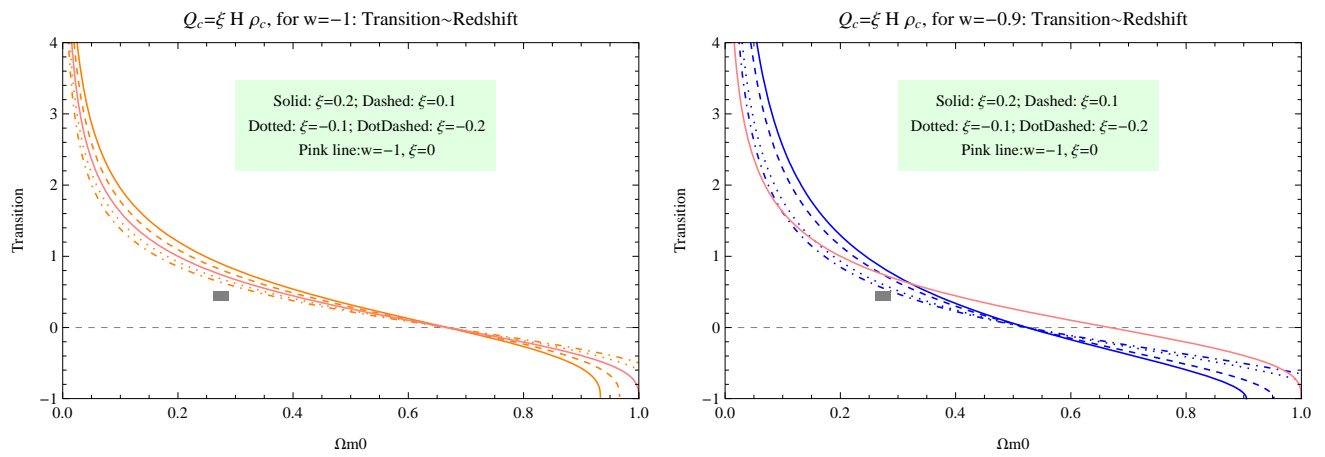 Q_c=ξ H ρ_c, for w=−1: Transition~Redshift
4
3
2
1
0
−1
0.0
0.2
0.4
0.6
0.8
1.0
Transition
Ωm0
Solid: ξ=0.2; Dashed: ξ=0.1
Dotted: ξ=−0.1; DotDashed: ξ=−0.2
Pink line:w=−1, ξ=0
Q_c=ξ H ρ_c, for w=−0.9: Transition~Redshift
4
3
2
1
0
−1
0.0
0.2
0.4
0.6
0.8
1.0
Transition
Ωm0
Solid: ξ=0.2; Dashed: ξ=0.1
Dotted: ξ=−0.1; DotDashed: ξ=−0.2
Pink line:w=−1, ξ=0